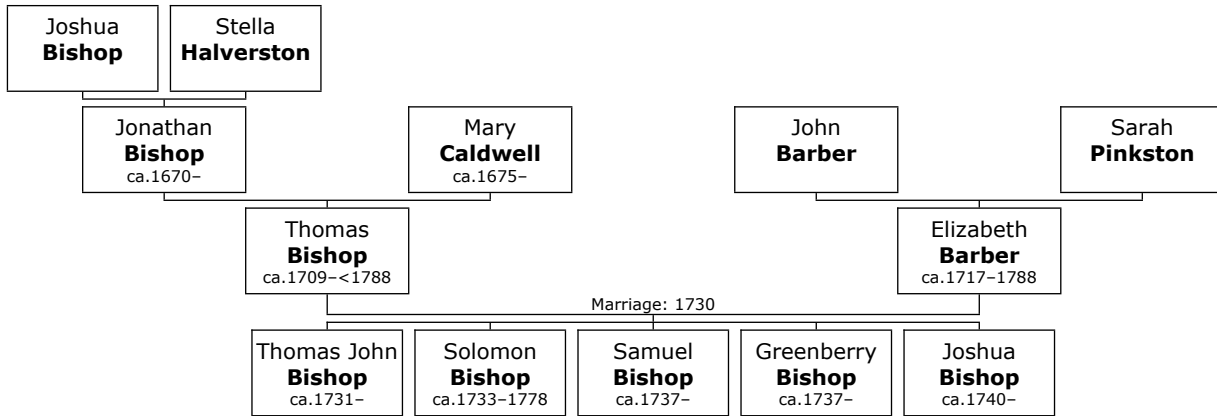 Joshua
Bishop
Stella
Halverston
Jonathan
Bishop
ca.1670–
Mary
Caldwell
ca.1675–
John
Barber
Sarah
Pinkston
Thomas
Bishop
ca.1709–<1788
Elizabeth
Barber
ca.1717–1788
Marriage: 1730
Thomas John
Bishop
ca.1731–
Solomon
Bishop
ca.1733–1778
Samuel
Bishop
ca.1737–
Greenberry
Bishop
ca.1737–
Joshua
Bishop
ca.1740–